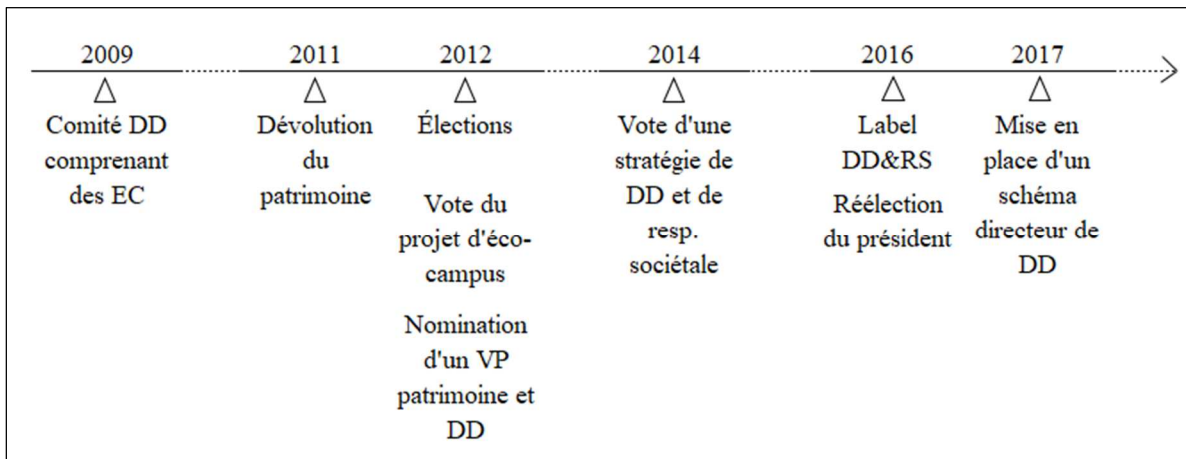 2009 2011 2012 2014 2016 2017
Comité DD
comprenant
des EC
Dévolution
du
patrimoine
Élections
Vote du
projet d'éco-
campus
Nomination
d'un VP
patrimoine et
DD
Vote d'une
stratégie de
DD et de
resp.
sociétale
Label
DD&RS
Réélection
du président
Mise en
place d'un
schéma
directeur de
DD